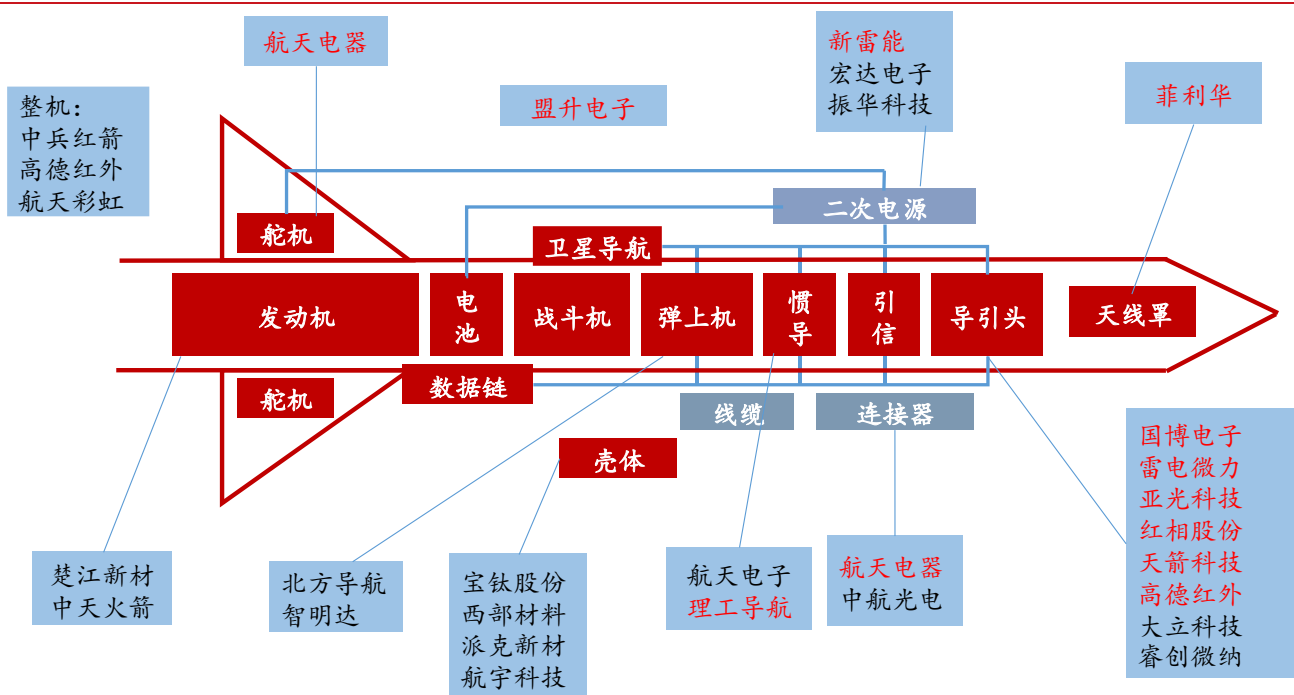 航天电器
新雷能
宏达电子
振华科技
整机:
中兵红箭
高德红外
航天彩虹
盟升电子
菲利华
二次电源
舵机
卫星导航
发动机
电池
战斗机
弹上机
惯导
引信
导引头
天线罩
舵机
数据链
线缆
连接器
壳体
楚江新材
中天火箭
北方导航
智明达
宝钛股份
西部材料
派克新材
航宇科技
航天电子
理工导航
航天电器
中航光电
国博电子
雷电微力
亚光科技
红相股份
天箭科技
高德红外
大立科技
睿创微纳